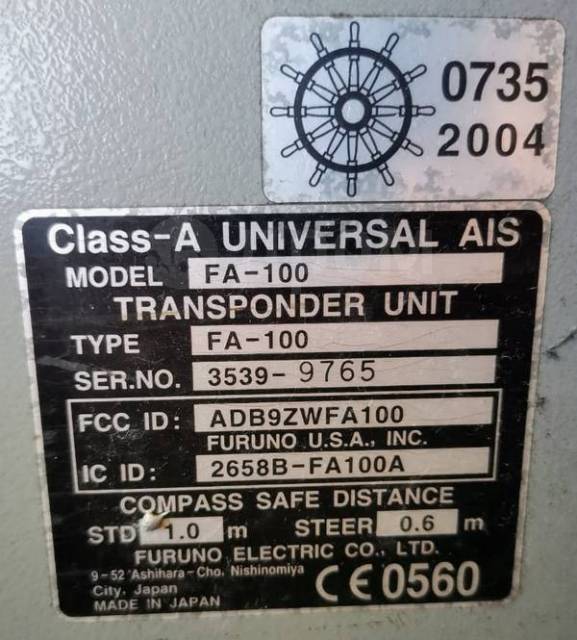 0735
2004
Class-A UNIVERSAL AIS
MODEL FA-100
TRANSPONDER UNIT
TYPE FA-100
SER.NO. 3539-9765
FCC ID: ADB9ZWFA100
FURUNO U.S.A., INC.
IC ID: 2658B-FA100A
COMPASS SAFE DISTANCE
STD 1.0 m STEER 0.6 m
FURUNO ELECTRIC CO., LTD.
9-52 Ashihara-Cho, Nishinomiya
City, Japan
MADE IN JAPAN
CE0560